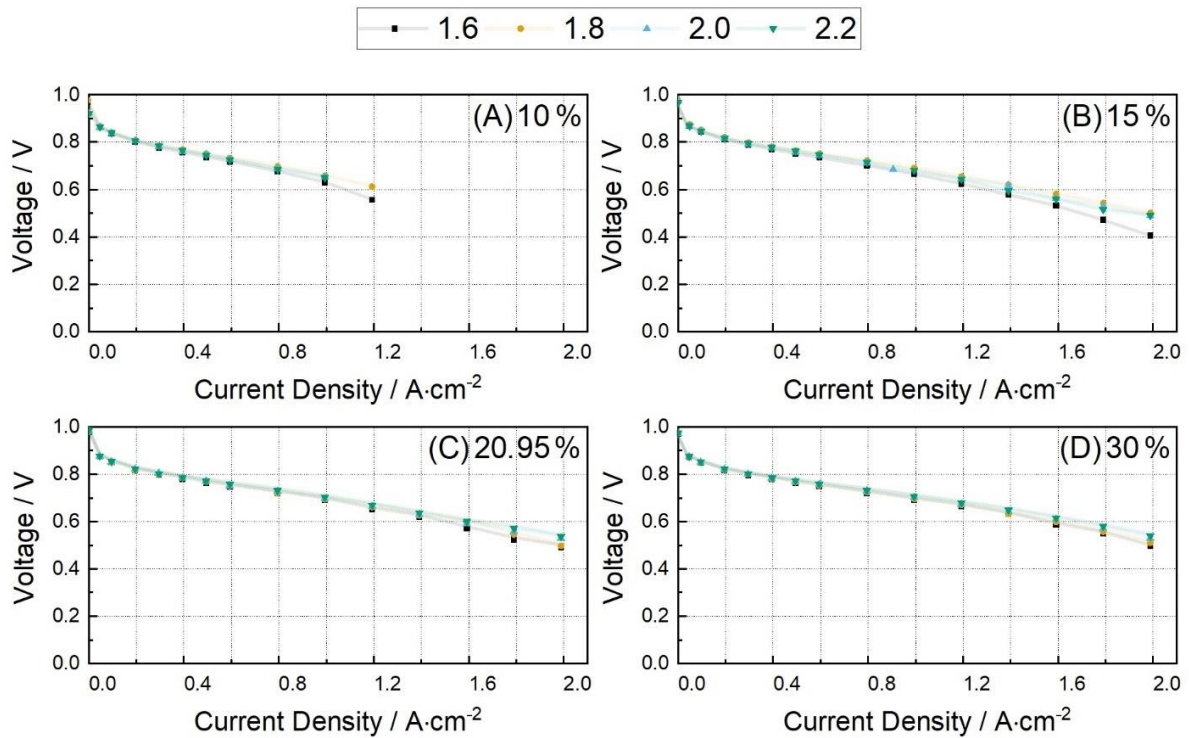 1.6 1.8 2.0 2.2
(A) 10 %
1.0
0.8
0.6
0.4
0.2
0.0
Voltage / V
0.0 0.4 0.8 1.2 1.6 2.0
Current Density / A·cm-2
(B) 15 %
1.0
0.8
0.6
0.4
0.2
0.0
Voltage / V
0.0 0.4 0.8 1.2 1.6 2.0
Current Density / A·cm-2
(C) 20.95 %
1.0
0.8
0.6
0.4
0.2
0.0
Voltage / V
0.0 0.4 0.8 1.2 1.6 2.0
Current Density / A·cm-2
(D) 30 %
1.0
0.8
0.6
0.4
0.2
0.0
Voltage / V
0.0 0.4 0.8 1.2 1.6 2.0
Current Density / A·cm-2